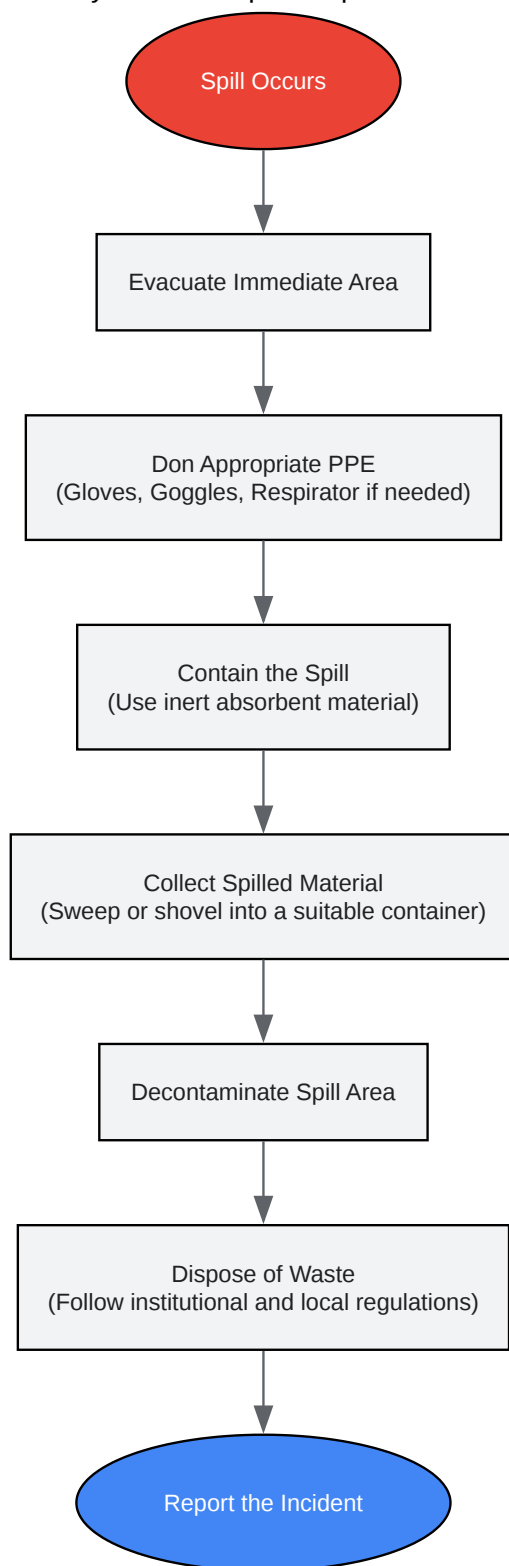 Spill Occurs
Evacuate Immediate Area
Don Appropriate PPE
(Gloves, Goggles, Respirator if needed)
Contain the Spill
(Use inert absorbent material)
Collect Spilled Material
(Sweep or shovel into a suitable container)
Decontaminate Spill Area
Dispose of Waste
(Follow institutional and local regulations)
Report the Incident